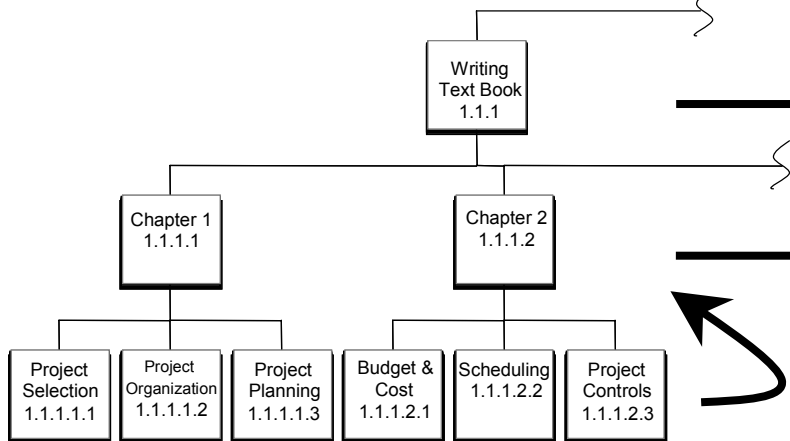 Writing
Text Book
1.1.1
Chapter 1
1.1.1.1
Chapter 2
1.1.1.2
Project
Selection
1.1.1.1.1
Project
Organization
1.1.1.1.2
Project
Planning
1.1.1.1.3
Budget &
Cost
1.1.1.2.1
Scheduling
1.1.1.2.2
Project
Controls
1.1.1.2.3